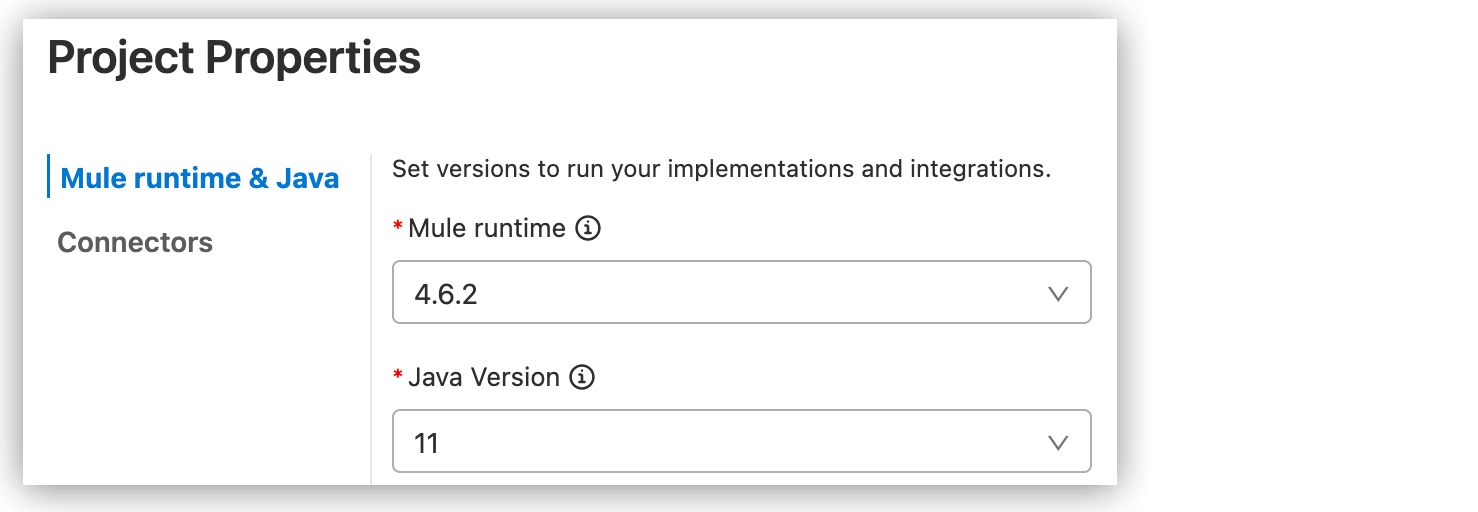 Project Properties
Mule runtime & Java
Connectors
Set versions to run your implementations and integrations.
* Mule runtime
4.6.2
* Java Version
11